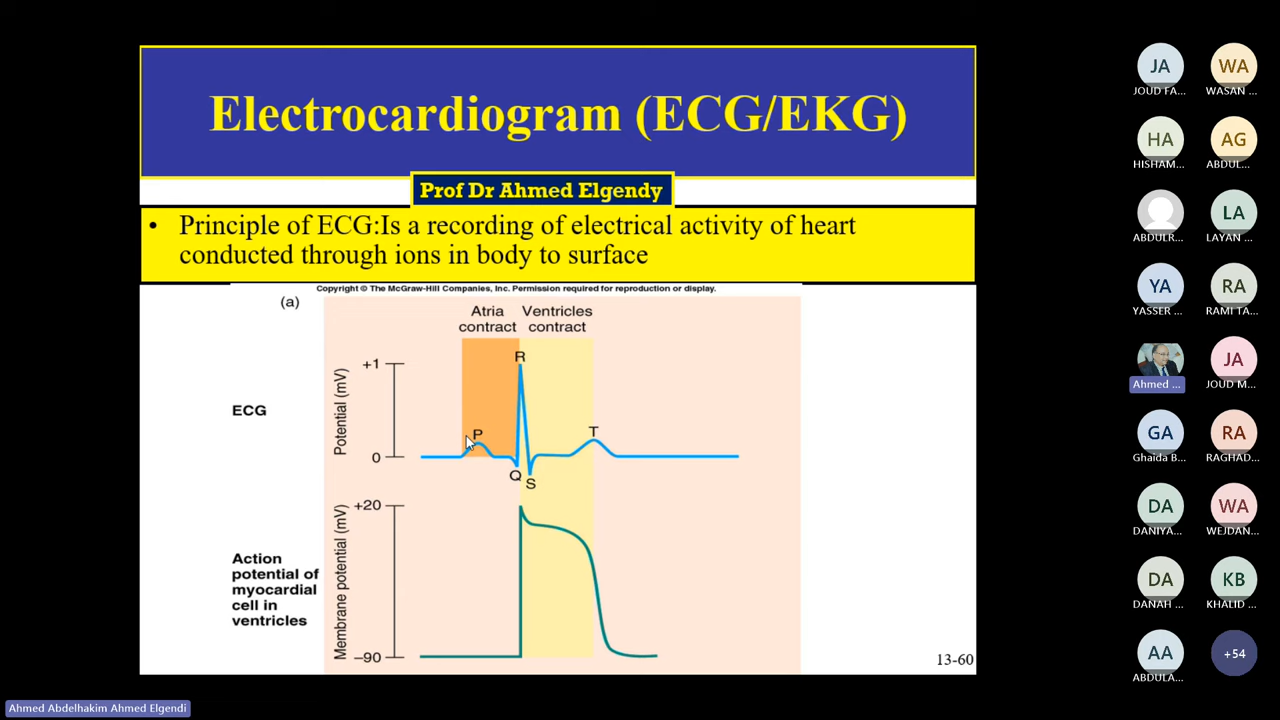 Electrocardiogram (ECG/EKG)
Prof Dr Ahmed Elgendy
• Principle of ECG:Is a recording of electrical activity of heart
conducted through ions in body to surface
Copyright © The McGraw-Hill Companies, Inc. Permission required for reproduction or display.
(a)
Atria
contract
Ventricles
contract
ECG
Potential (mV)
+1
0
P
Q
R
S
T
Action
potential of
myocardial
cell in
ventricles
Membrane potential (mV)
+20
–90
13-60
JA
JOUD FA...
WA
WASAN ...
HA
HISHAM...
AG
ABDUL...
ABDULR...
LA
LAYAN ...
YA
YASSER ...
RA
RAMI TA...
Ahmed ...
JA
JOUD M...
GA
Ghaida B...
RA
RAGHAD...
DA
DANIYA...
WA
WEJDAN...
DA
DANAH ...
KB
KHALID ...
AA
ABDULA...
+54
Ahmed Abdelhakim Ahmed Elgendi